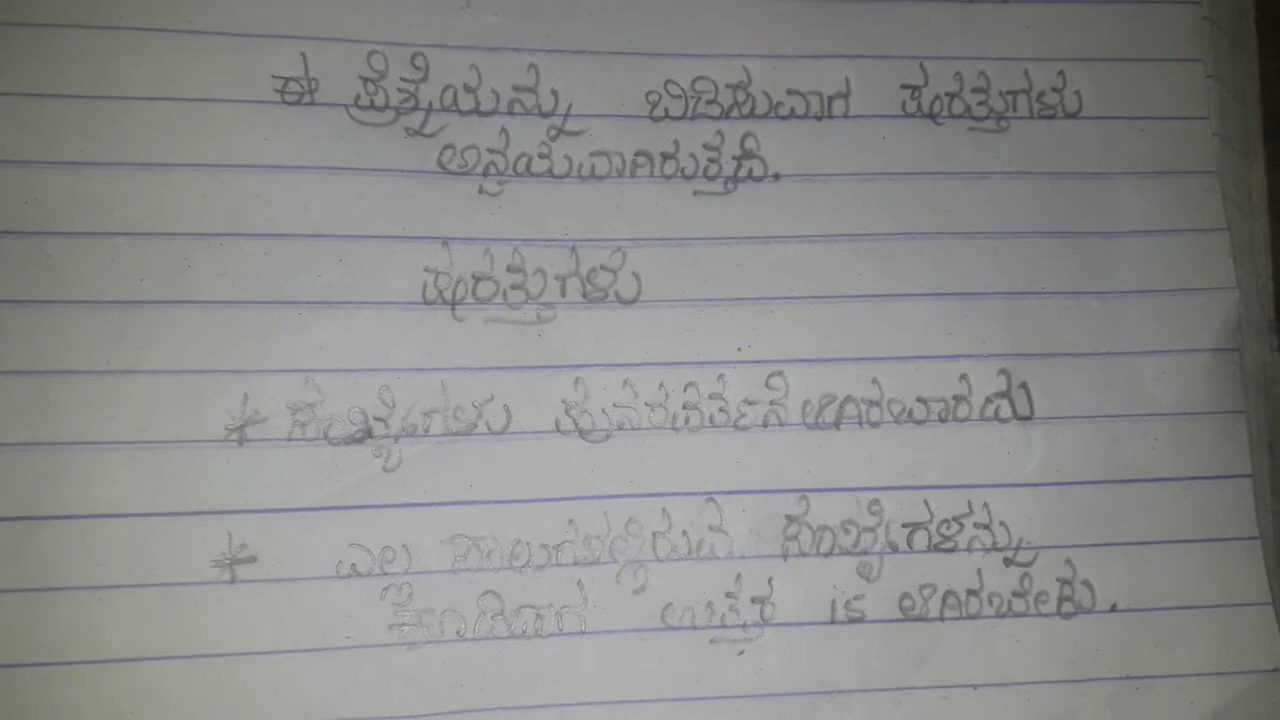 * ಪ್ರಶ್ನೆಯನ್ನು ಬಿಡಿಸುವಾಗ ಷರತ್ತುಗಳು
ಅನ್ವಯವಾಗಿರುತ್ತವೆ.
ಷರತ್ತುಗಳು
* ಸಂಖ್ಯೆಗಳು ಪುನರಾವರ್ತನೆ ಆಗಬಾರದು
* ಎಲ್ಲ ಸಾಲುಗಳಲ್ಲಿರುವ ಸಂಖ್ಯೆಗಳನ್ನು
ಕೂಡಿದಾಗ ಉತ್ತರ 15 ಆಗಬೇಕು.